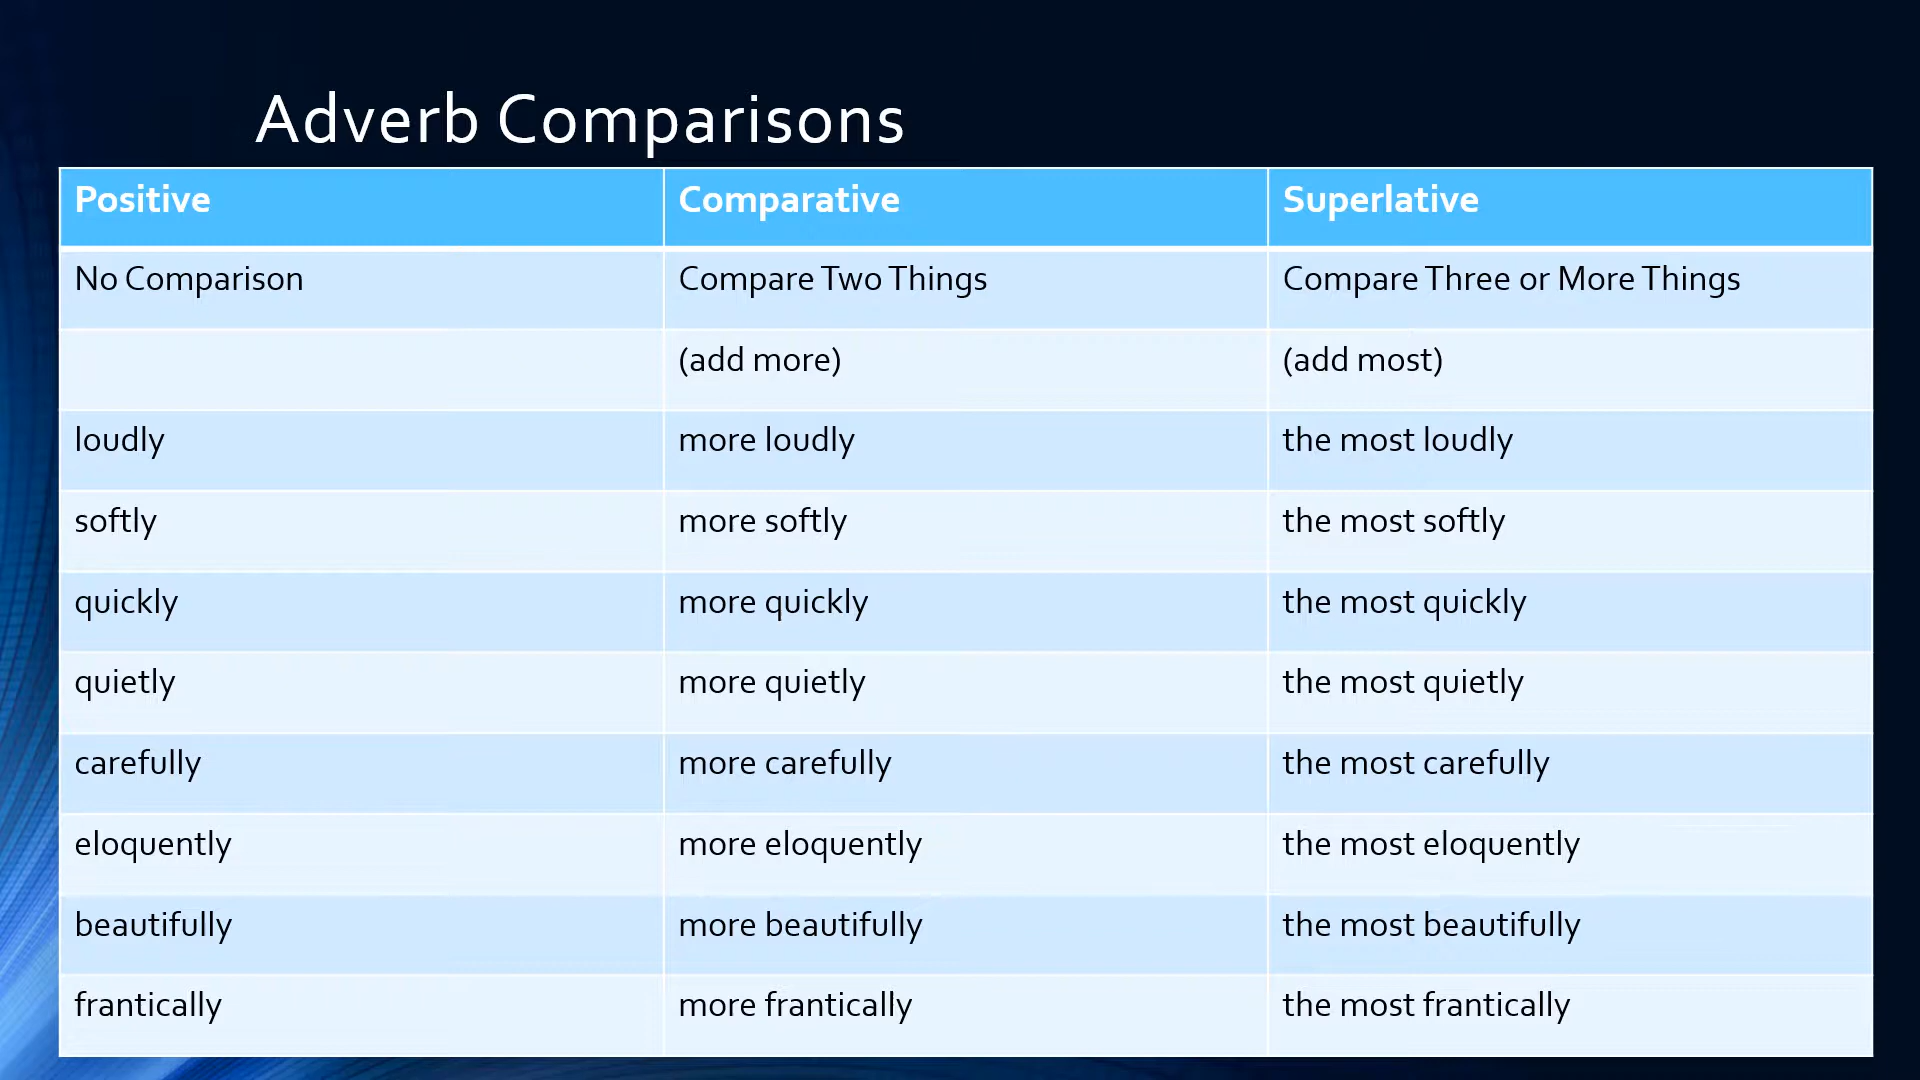 Adverb Comparisons
Positive Comparative Superlative
No Comparison Compare Two Things Compare Three or More Things
(add more) (add most)
loudly more loudly the most loudly
softly more softly the most softly
quickly more quickly the most quickly
quietly more quietly the most quietly
carefully more carefully the most carefully
eloquently more eloquently the most eloquently
beautifully more beautifully the most beautifully
frantically more frantically the most frantically